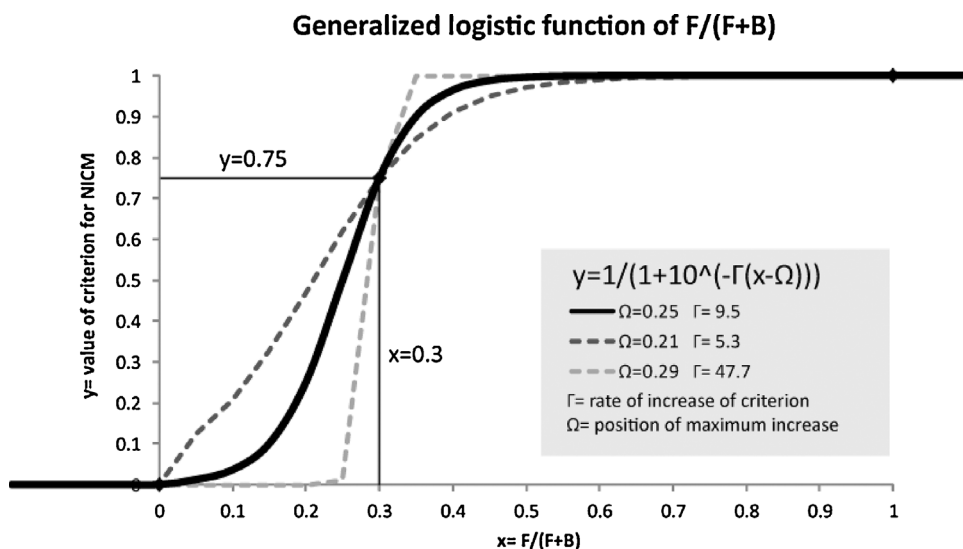 Generalized logistic function of F/(F+B)
1
0.9
0.8
0.7
0.6
0.5
0.4
0.3
0.2
0.1
0
y= value of criterion for NICM
y=0.75
x=0.3
y=1/(1+10^(-Γ(x-Ω)))
Ω=0.25 Γ= 9.5
Ω=0.21 Γ= 5.3
Ω=0.29 Γ= 47.7
Γ= rate of increase of criterion
Ω= position of maximum increase
0 0.1 0.2 0.3 0.4 0.5 0.6 0.7 0.8 0.9 1
x= F/(F+B)